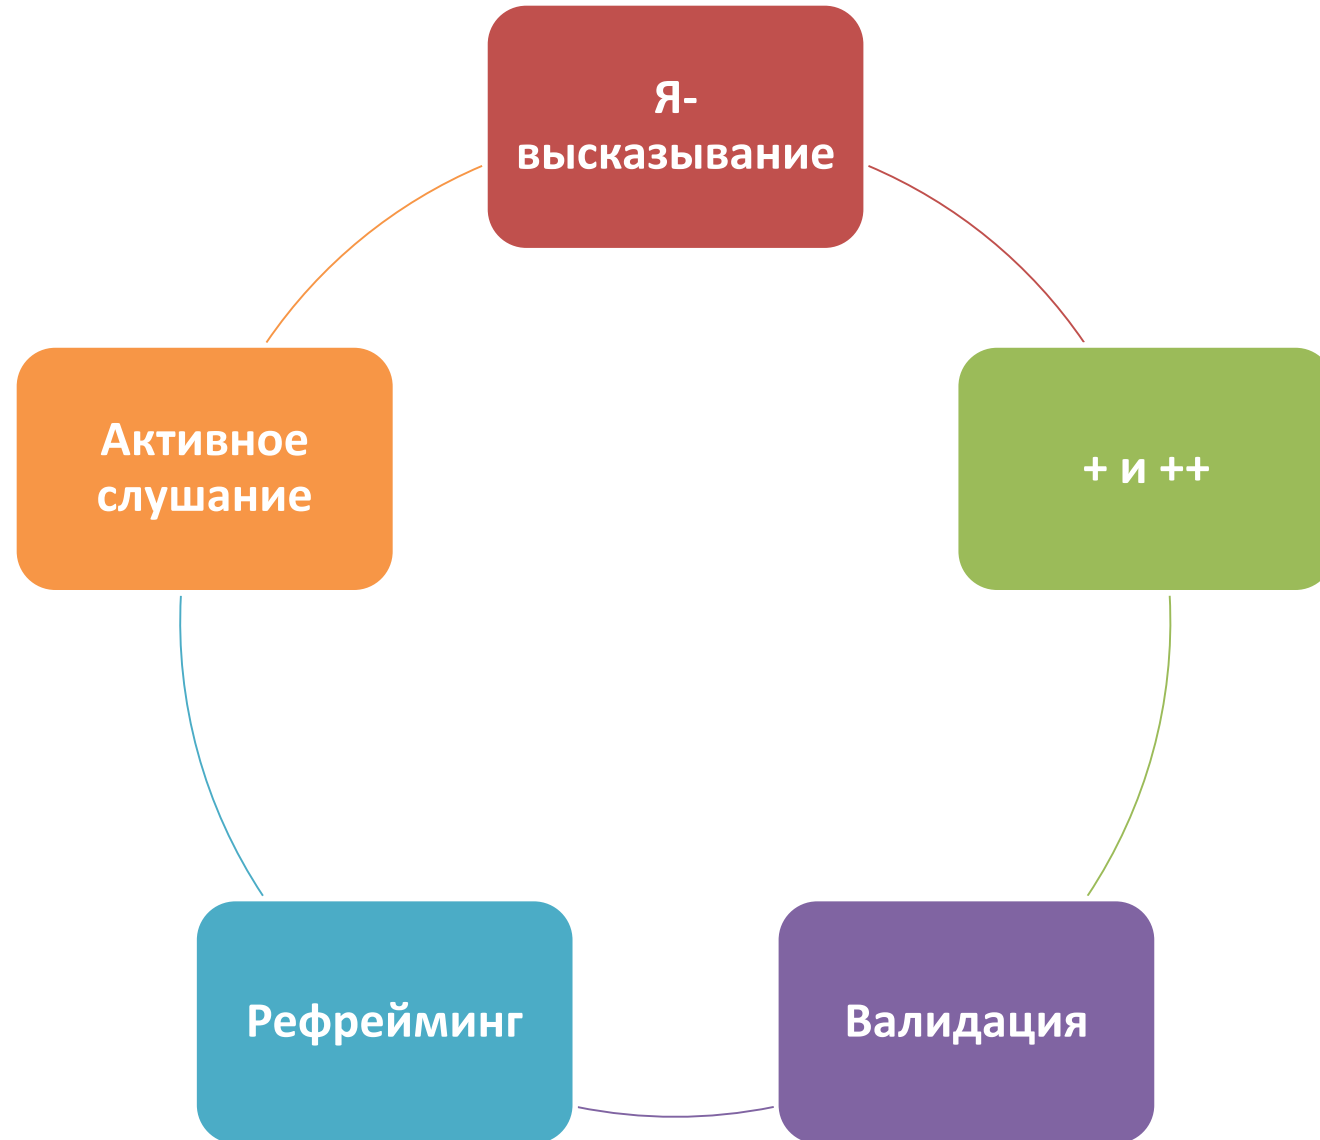 Я-
высказывание
+ и ++
Валидация
Рефрейминг
Активное
слушание